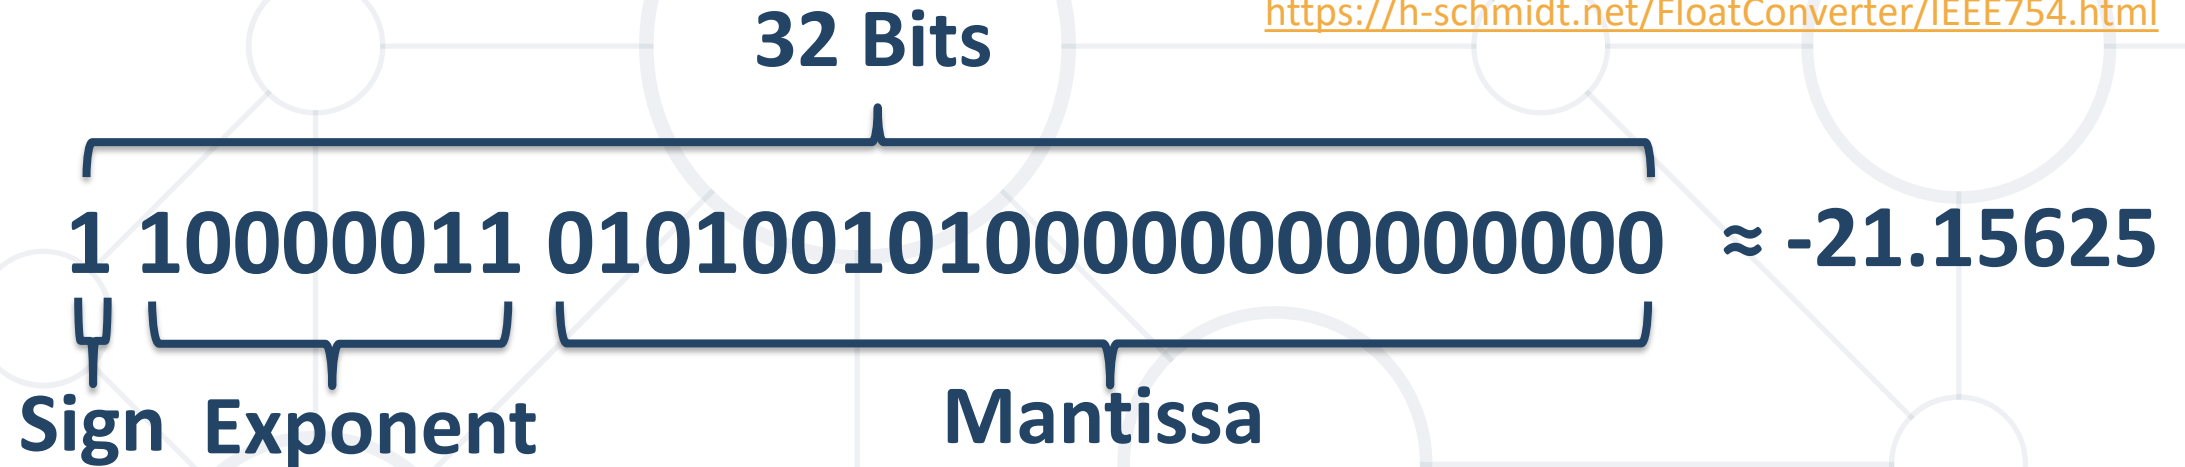 https://h-schmidt.net/FloatConverter/IEEE754.html
32 Bits
1 10000011 01010010100000000000000 ≈ -21.15625
Sign Exponent Mantissa